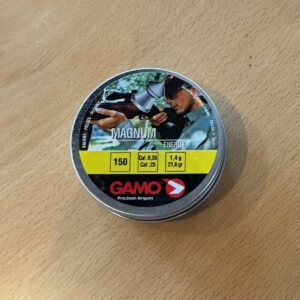 MAGNUM
ENERGY
150
Cal. 6,35
Cal. .25
1,4 g
21,6 gr
GAMO
Precision Airguns